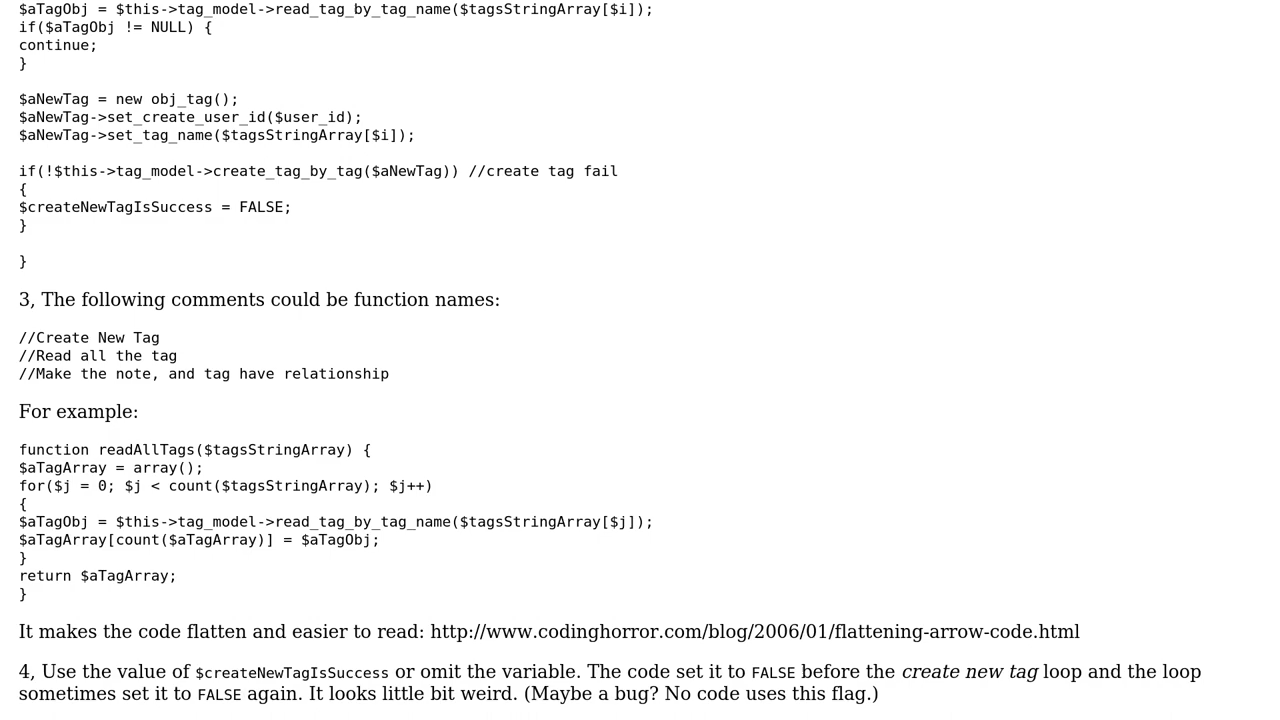 $aTagObj = $this->tag_model->read_tag_by_tag_name($tagsStringArray[$i]);
if($aTagObj != NULL) {
continue;
}
$aNewTag = new obj_tag();
$aNewTag->set_create_user_id($user_id);
$aNewTag->set_tag_name($tagsStringArray[$i]);
if(!$this->tag_model->create_tag_by_tag($aNewTag)) //create tag fail
{
$createNewTagIsSuccess = FALSE;
}
}
3, The following comments could be function names:
//Create New Tag
//Read all the tag
//Make the note, and tag have relationship
For example:
function readAllTags($tagsStringArray) {
$aTagArray = array();
for($j = 0; $j < count($tagsStringArray); $j++)
{
$aTagObj = $this->tag_model->read_tag_by_tag_name($tagsStringArray[$j]);
$aTagArray[count($aTagArray)] = $aTagObj;
}
return $aTagArray;
}
It makes the code flatten and easier to read: http://www.codinghorror.com/blog/2006/01/flattening-arrow-code.html
4, Use the value of $createNewTagIsSuccess or omit the variable. The code set it to FALSE before the create new tag loop and the loop
sometimes set it to FALSE again. It looks little bit weird. (Maybe a bug? No code uses this flag.)